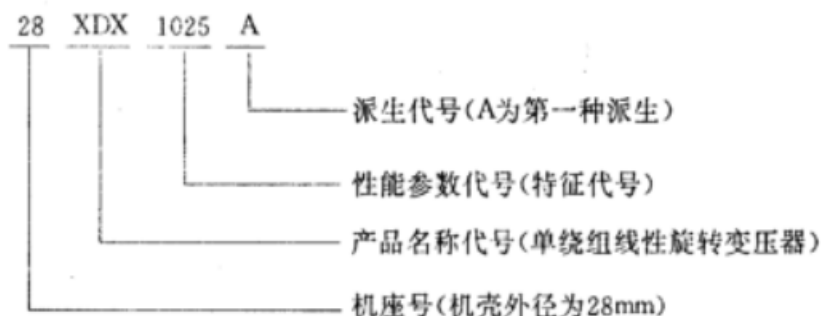 28 XDX 1025 A
派生代号(A为第一种派生)
性能参数代号(特征代号)
产品名称代号(单绕组线性旋转变压器)
机座号(机壳外径为28mm)